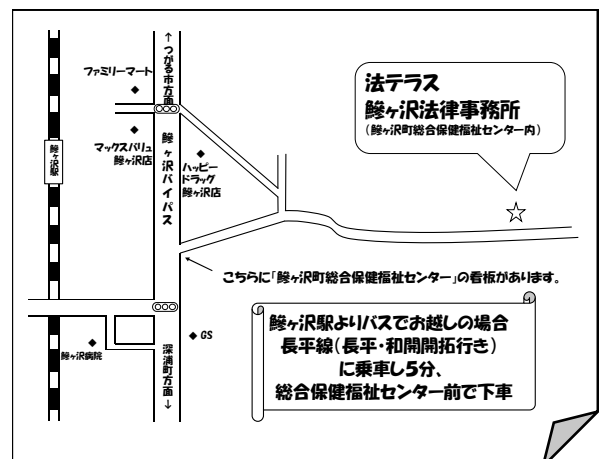 ↑つがる市方面
ファミリーマート
法テラス
鰺ヶ沢法律事務所
(鰺ヶ沢町総合保健福祉センター内)
鰺ヶ沢駅
マックスバリュ
鰺ヶ沢店
鰺ヶ沢バイパス
ハッピー
ドラッグ
鰺ヶ沢店
こちらに「鰺ヶ沢町総合保健福祉センター」の看板があります。
鰺ヶ沢駅よりバスでお越しの場合
長平線(長平・和開開拓行き)
に乗車し5分、
総合保健福祉センター前で下車
GS
鰺ヶ沢病院
深浦町方面↓